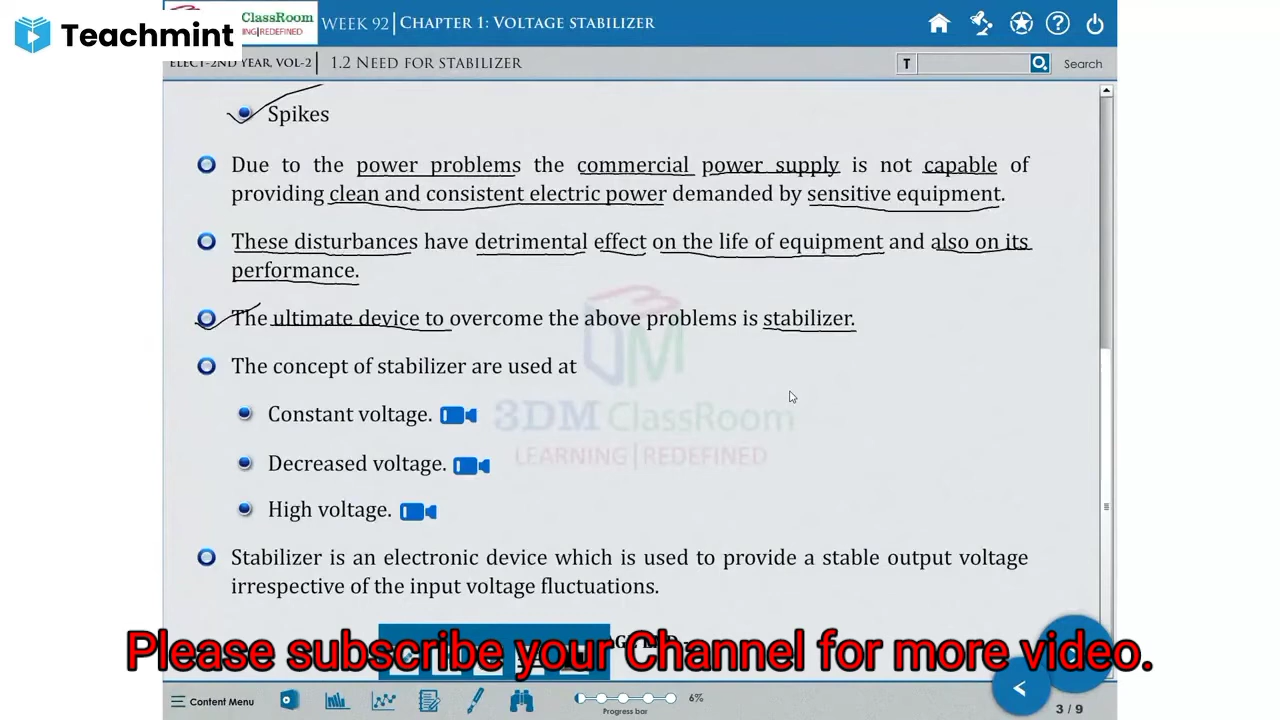 Teachmint
ClassRoom
ING|REDEFINED
WEEK 92
CHAPTER 1: VOLTAGE STABILIZER
ELECT-2ND YEAR, VOL-2
1.2 NEED FOR STABILIZER
T
Search
Spikes
Due to the power problems the commercial power supply is not capable of
providing clean and consistent electric power demanded by sensitive equipment.
These disturbances have detrimental effect on the life of equipment and also on its
performance.
The ultimate device to overcome the above problems is stabilizer.
The concept of stabilizer are used at
Constant voltage.
3DM ClassRoom
LEARNING|REDEFINED
Decreased voltage.
High voltage.
Stabilizer is an electronic device which is used to provide a stable output voltage
irrespective of the input voltage fluctuations.
Please subscribe your Channel for more video.
Content Menu
Progress bar
6%
<
3 / 9